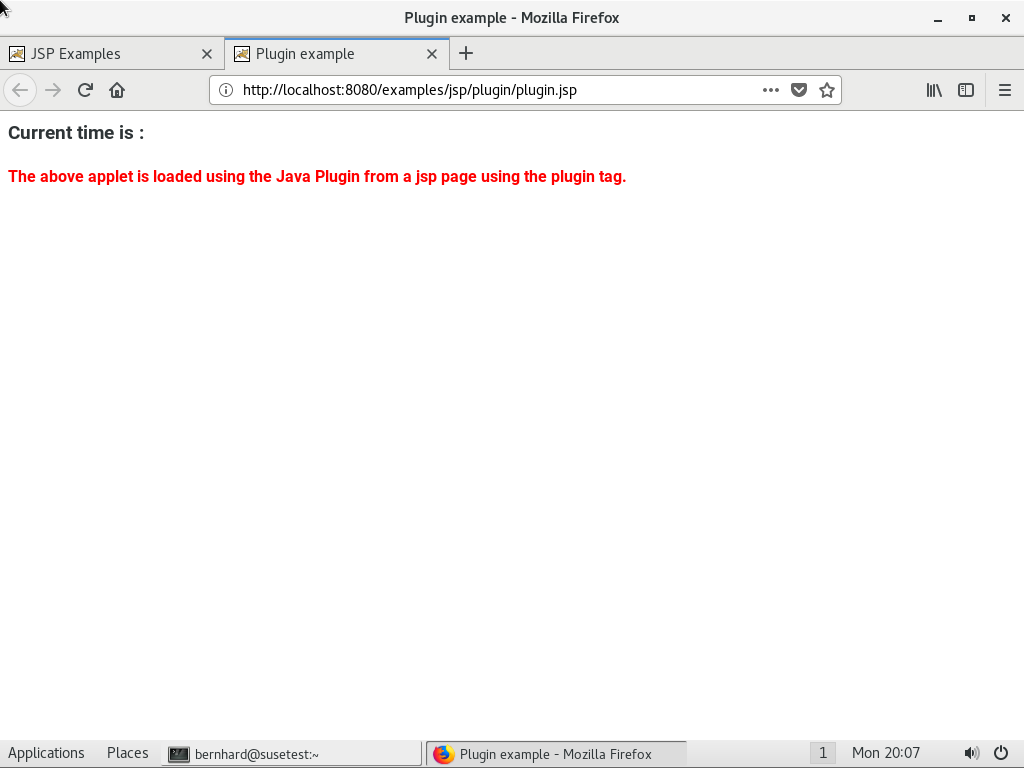 Plugin example - Mozilla Firefox
JSP Examples
Plugin example
http://localhost:8080/examples/jsp/plugin/plugin.jsp
Current time is :
The above applet is loaded using the Java Plugin from a jsp page using the plugin tag.
Applications
Places
bernhard@susetest:~
Plugin example - Mozilla Firefox
1
Mon 20:07